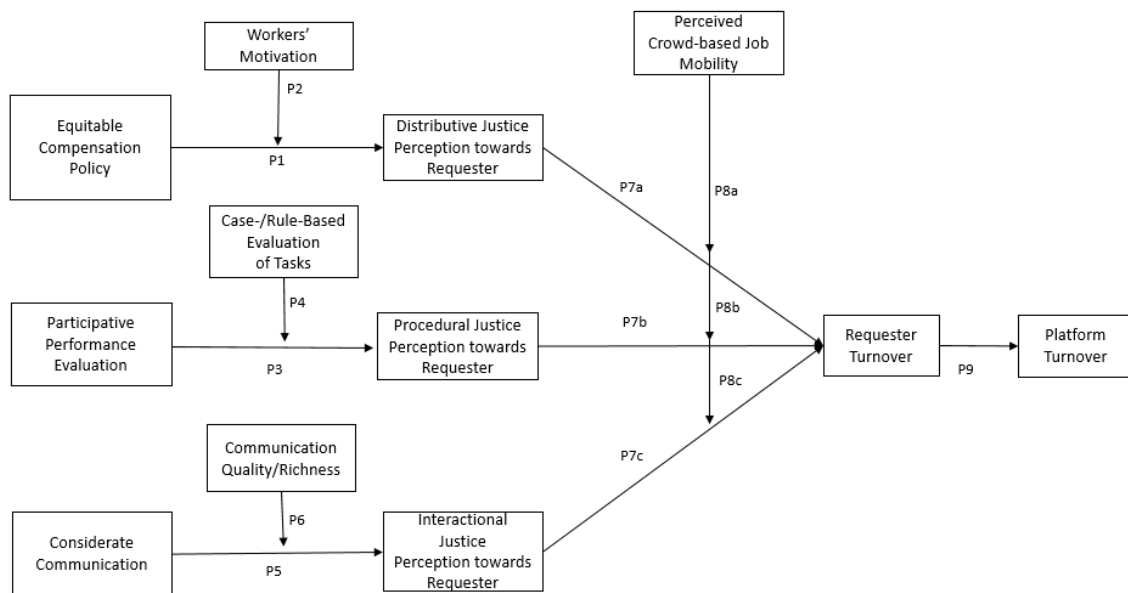 Workers’
Motivation
Perceived
Crowd-based Job
Mobility
P2
Equitable
Compensation
Policy
P1
Distributive Justice
Perception towards
Requester
P7a
P8a
Case-/Rule-Based
Evaluation
of Tasks
P4
P8b
Participative
Performance
Evaluation
P3
Procedural Justice
Perception towards
Requester
P7b
Requester
Turnover
P9
Platform
Turnover
P8c
Communication
Quality/Richness
P7c
P6
Considerate
Communication
P5
Interactional
Justice
Perception towards
Requester